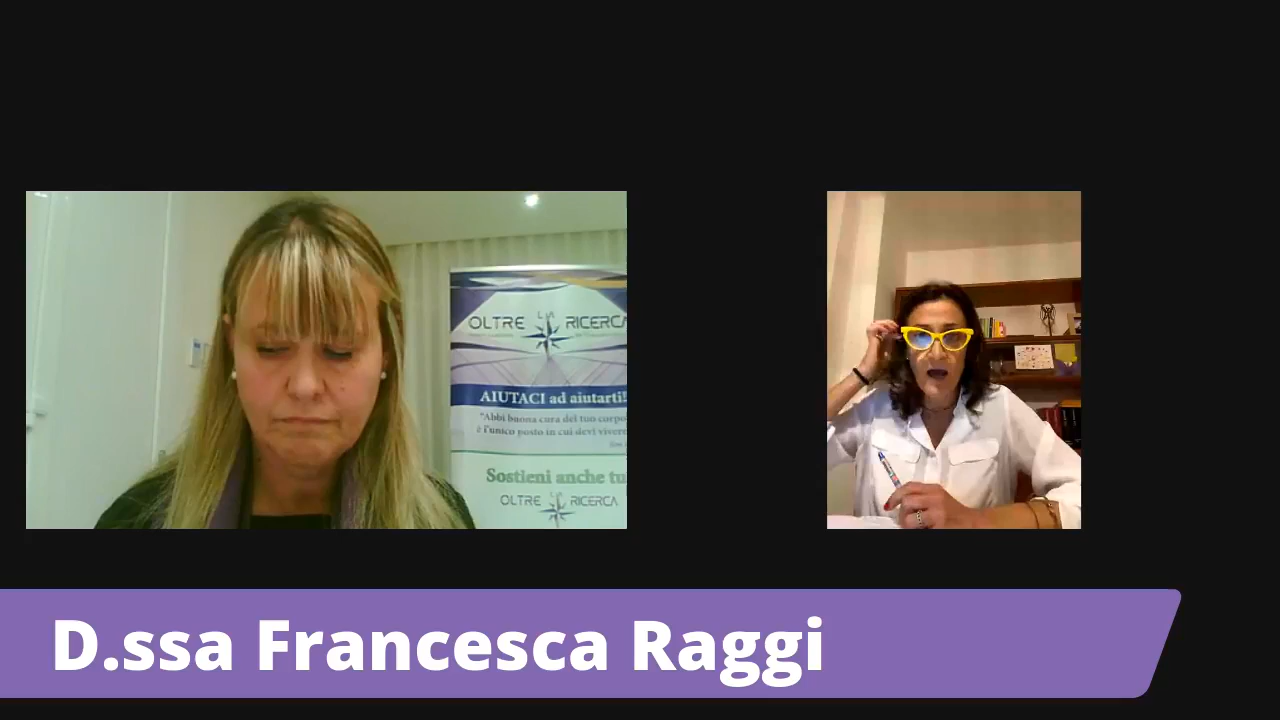 OLTRE LA RICERCA
AIUTACI ad aiutarti!
"Abbi buona cura del tuo corpo
è l'unico posto in cui devi vivere
Sostieni anche tu
OLTRE LA RICERCA
D.ssa Francesca Raggi